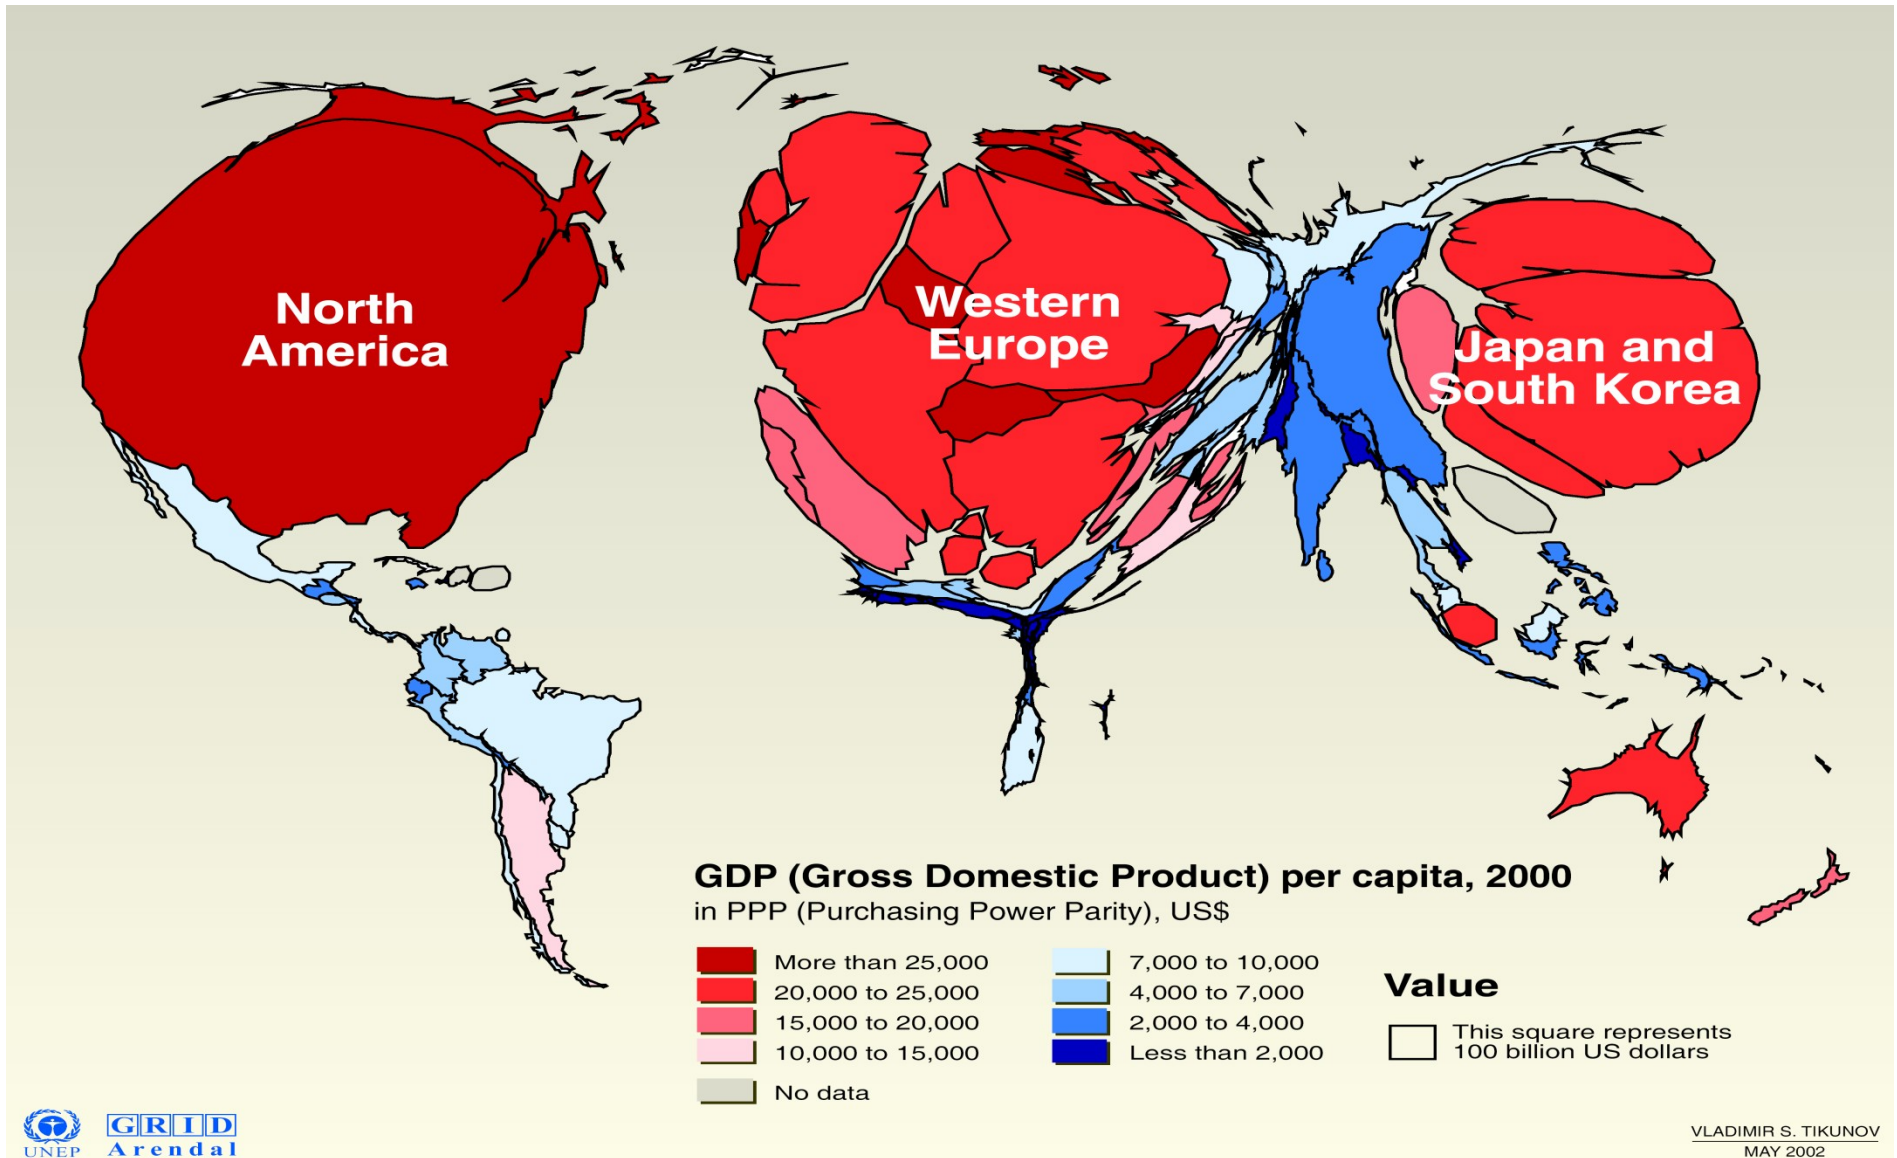 North
America
Western
Europe
Japan and
South Korea
GDP (Gross Domestic Product) per capita, 2000
in PPP (Purchasing Power Parity), US$
More than 25,000
20,000 to 25,000
15,000 to 20,000
10,000 to 15,000
No data
7,000 to 10,000
4,000 to 7,000
2,000 to 4,000
Less than 2,000
Value
This square represents
100 billion US dollars
UNEP
GRID
Arendal
VLADIMIR S. TIKUNOV
MAY 2002